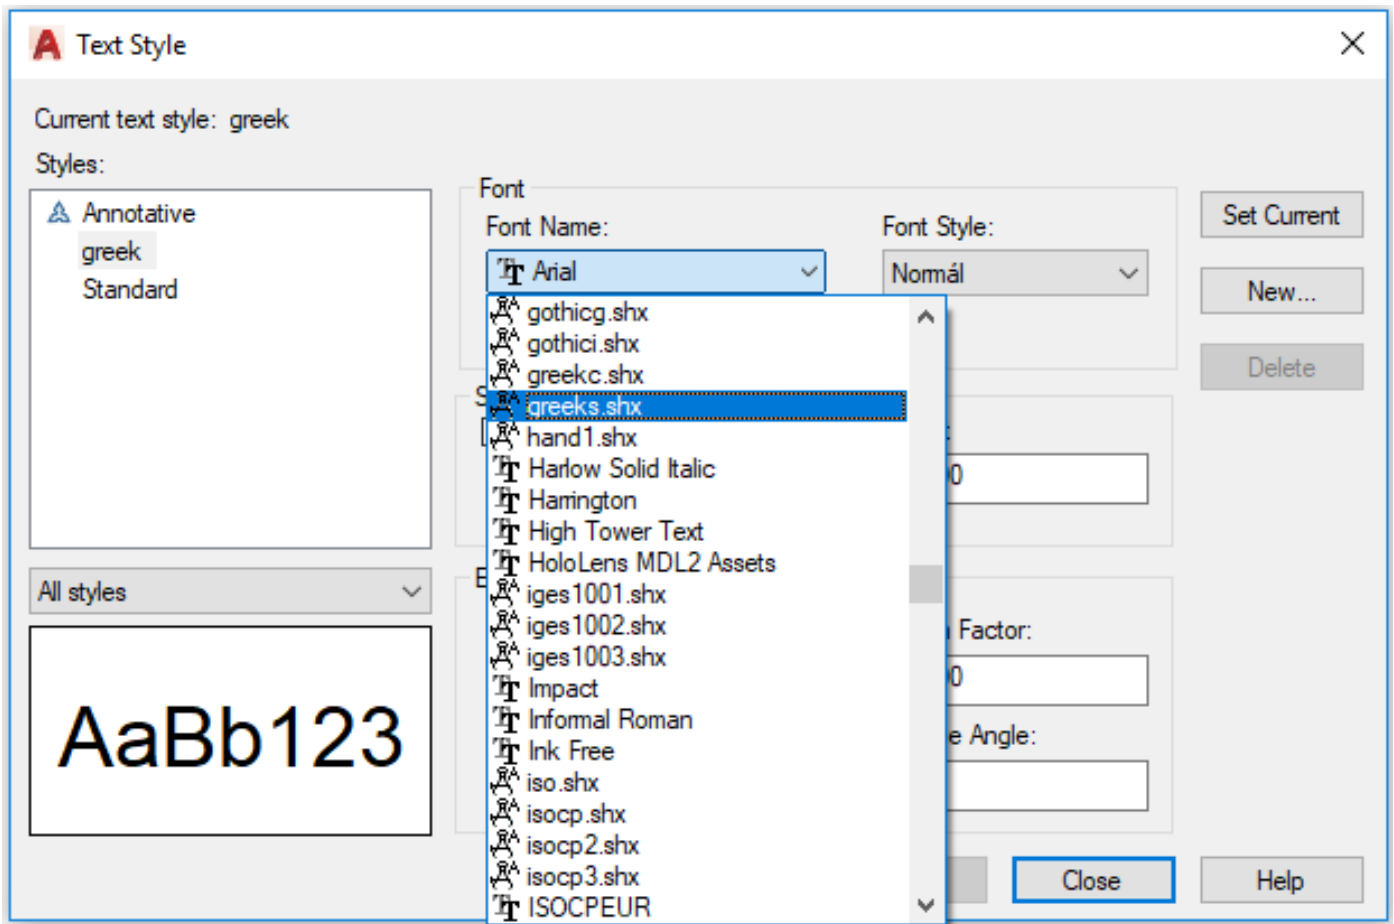 Text Style
Current text style: greek
Styles:
Annotative
greek
Standard
All styles
AaBb123
Font
Font Name:
Arial
Font Style:
Normál
gothicg.shx
gothici.shx
greekc.shx
greeks.shx
hand1.shx
Harlow Solid Italic
Harrington
High Tower Text
HoloLens MDL2 Assets
iges1001.shx
iges1002.shx
iges1003.shx
Impact
Informal Roman
Ink Free
iso.shx
isocp.shx
isocp2.shx
isocp3.shx
ISOCPEUR
Factor:
Angle:
Set Current
New...
Delete
Close
Help